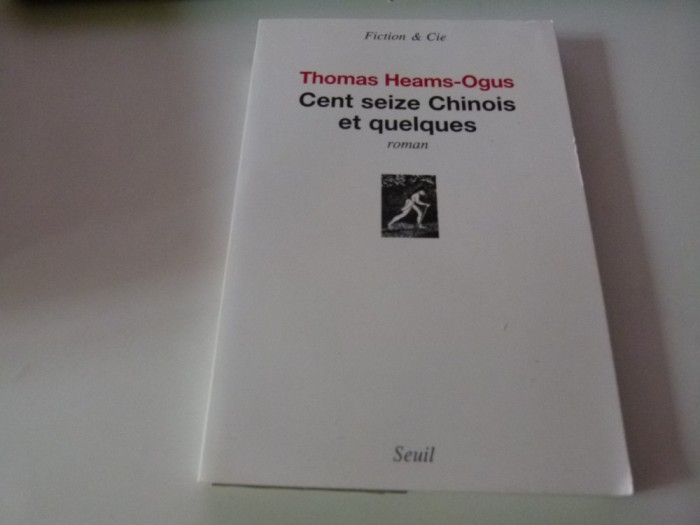 Fiction & Cie
Thomas Heams-Ogus
Cent seize Chinois
et quelques
roman
Seuil